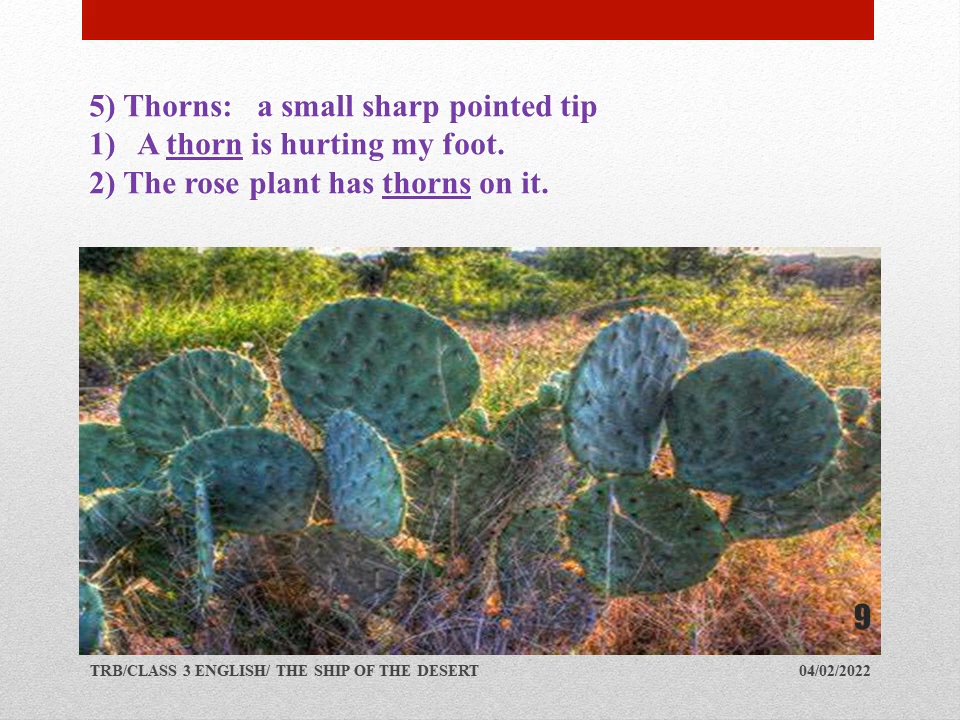 5) Thorns: a small sharp pointed tip
1) A thorn is hurting my foot.
2) The rose plant has thorns on it.
9
TRB/CLASS 3 ENGLISH/ THE SHIP OF THE DESERT 04/02/2022